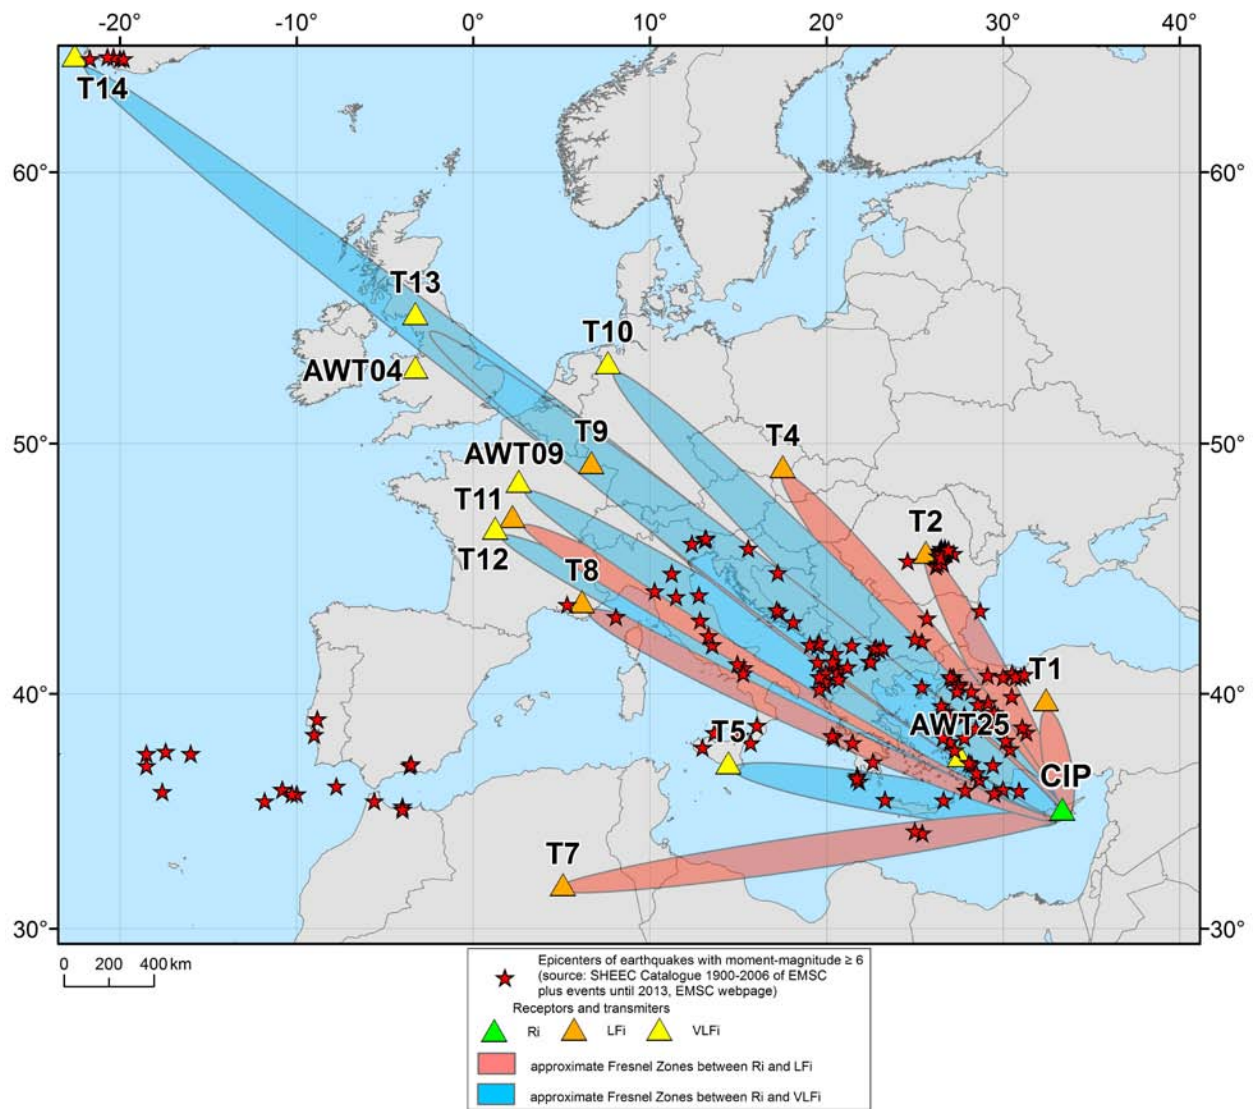 -20° -10° 0° 10° 20° 30° 40°
T14
60° 60°
T13
T10
AWT04
T9
T4
50° 50°
AWT09
T11
T2
T12
T8
T1
40° 40°
T5
AWT25
CIP
T7
30° 30°
0 200 400 km
Epicenters of earthquakes with moment-magnitude ≥ 6
(source: SHEEC Catalogue 1900-2006 of EMSC
plus events until 2013, EMSC webpage)
Receptors and transmiters
Ri LFi VLFi
approximate Fresnel Zones between Ri and LFi
approximate Fresnel Zones between Ri and VLFi